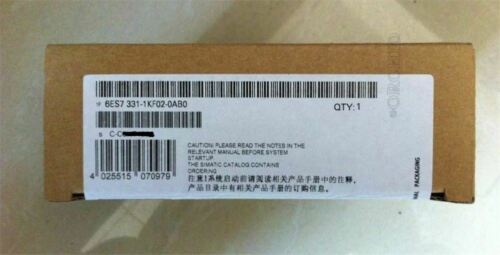 1P 6ES7 331-1KF02-0AB0
QTY: 1
S C-C
CAUTION! PLEASE READ THE NOTES IN THE
RELEVANT MANUAL BEFORE SYSTEM
STARTUP.
THE SIMATIC CATALOG CONTAINS
ORDERING
注意!系统启动前请阅读相关产品手册中的注释,
产品目录中有相关产品手册的订购信息。
4 025515 070979
PACKAGING